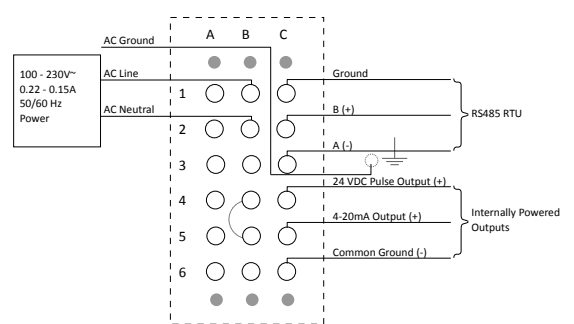 AC Ground
A B C
100 - 230V~
0.22 - 0.15A
50/60 Hz
Power
AC Line
AC Neutral
1
2
3
4
5
6
Ground
B (+)
A (-)
RS485 RTU
24 VDC Pulse Output (+)
4-20mA Output (+)
Common Ground (-)
Internally Powered
Outputs